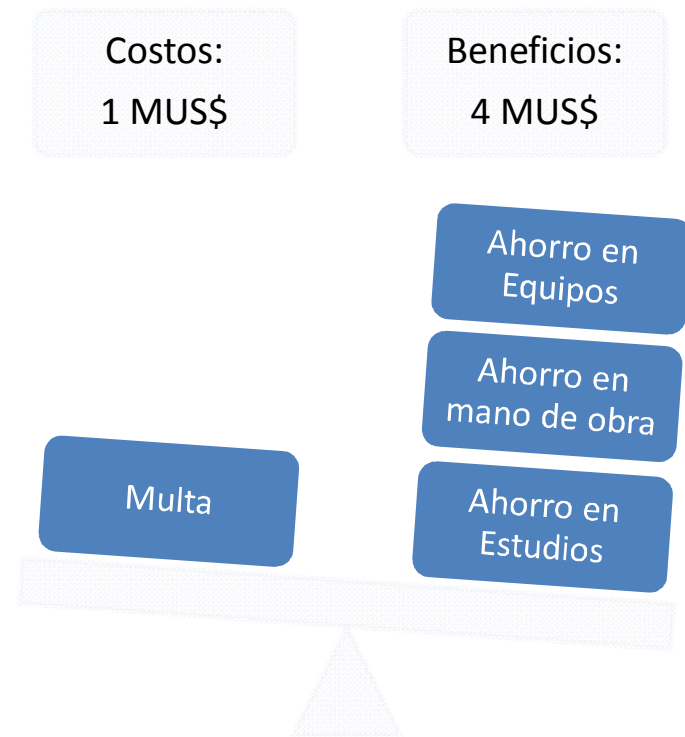 Costos:
1 MUS$
Beneficios:
4 MUS$
Ahorro en
Equipos
Ahorro en
mano de obra
Multa
Ahorro en
Estudios